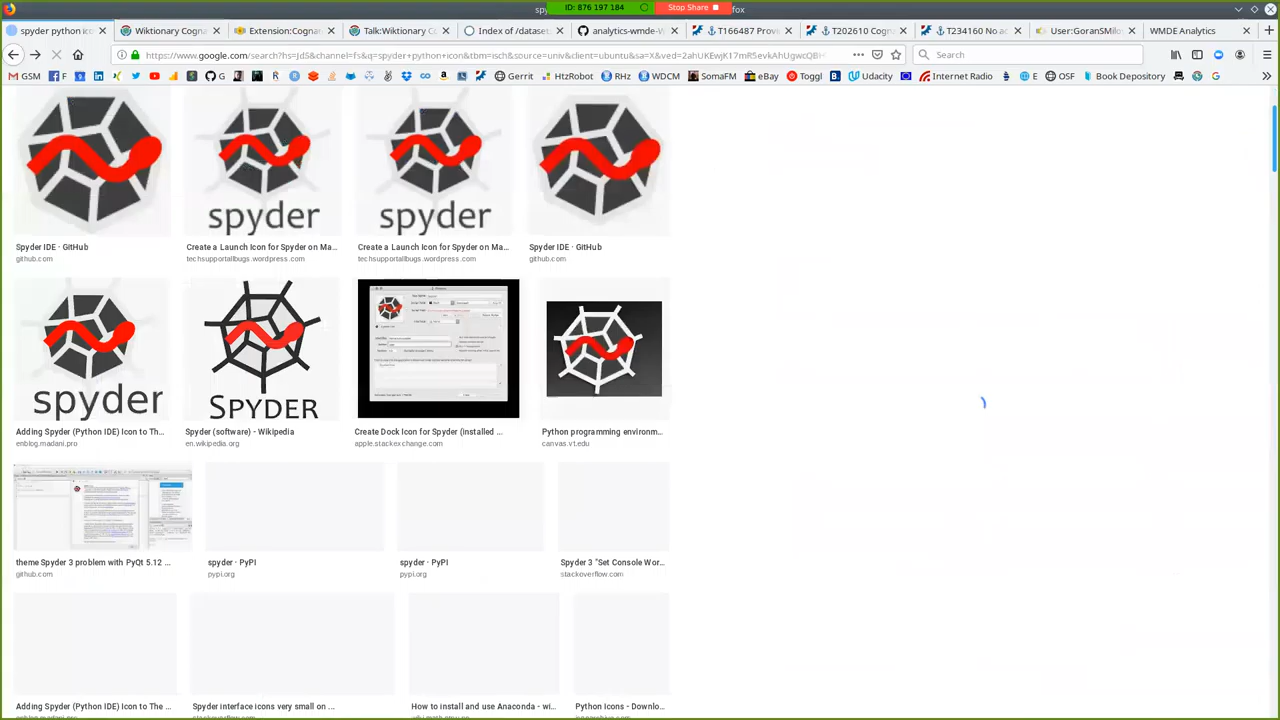 ID: 876 197 184
Stop Share
fox
spyder python ic
Wiktionary Cogna
Extension:Cognat
Talk:Wiktionary Co
Index of /dataset
analytics-wmde-W
T166487 Prove
T202610 Cogn
T234160 No ac
User:GoranSMilo
WMDE Analytics
https://www.google.com/search?hs=JdS&channel=fs&q=spyder+python+icon&tbm=isch&source=univ&client=ubuntu&sa=X&ved=2ahUKEwjK17mR5evkAhUgwcQBH
Search
GSM
F
G
Gerrit
HtzRobot
RHz
WDCM
SomaFM
eBay
Toggl
B.
Udacity
Internet Radio
E
OSF
Book Depository
spyder
spyder
Spyder IDE · GitHub
Create a Launch Icon for Spyder on Ma...
Create a Launch Icon for Spyder on Ma...
Spyder IDE · GitHub
github.com
techsupportallbugs.wordpress.com
techsupportallbugs.wordpress.com
github.com
spyder
SPYDER
Adding Spyder (Python IDE) Icon to Th...
Spyder (software) - Wikipedia
Create Dock Icon for Spyder (installed ...
Python programming environm...
enblog.madani.pro
en.wikipedia.org
apple.stackexchange.com
canvas.vt.edu
theme Spyder 3 problem with PyQt 5.12 ...
spyder · PyPI
spyder · PyPI
Spyder 3 "Set Console Wor...
github.com
pypi.org
pypi.org
stackoverflow.com
Adding Spyder (Python IDE) Icon to The ...
Spyder interface icons very small on ...
How to install and use Anaconda - wi...
Python Icons - Downlo...